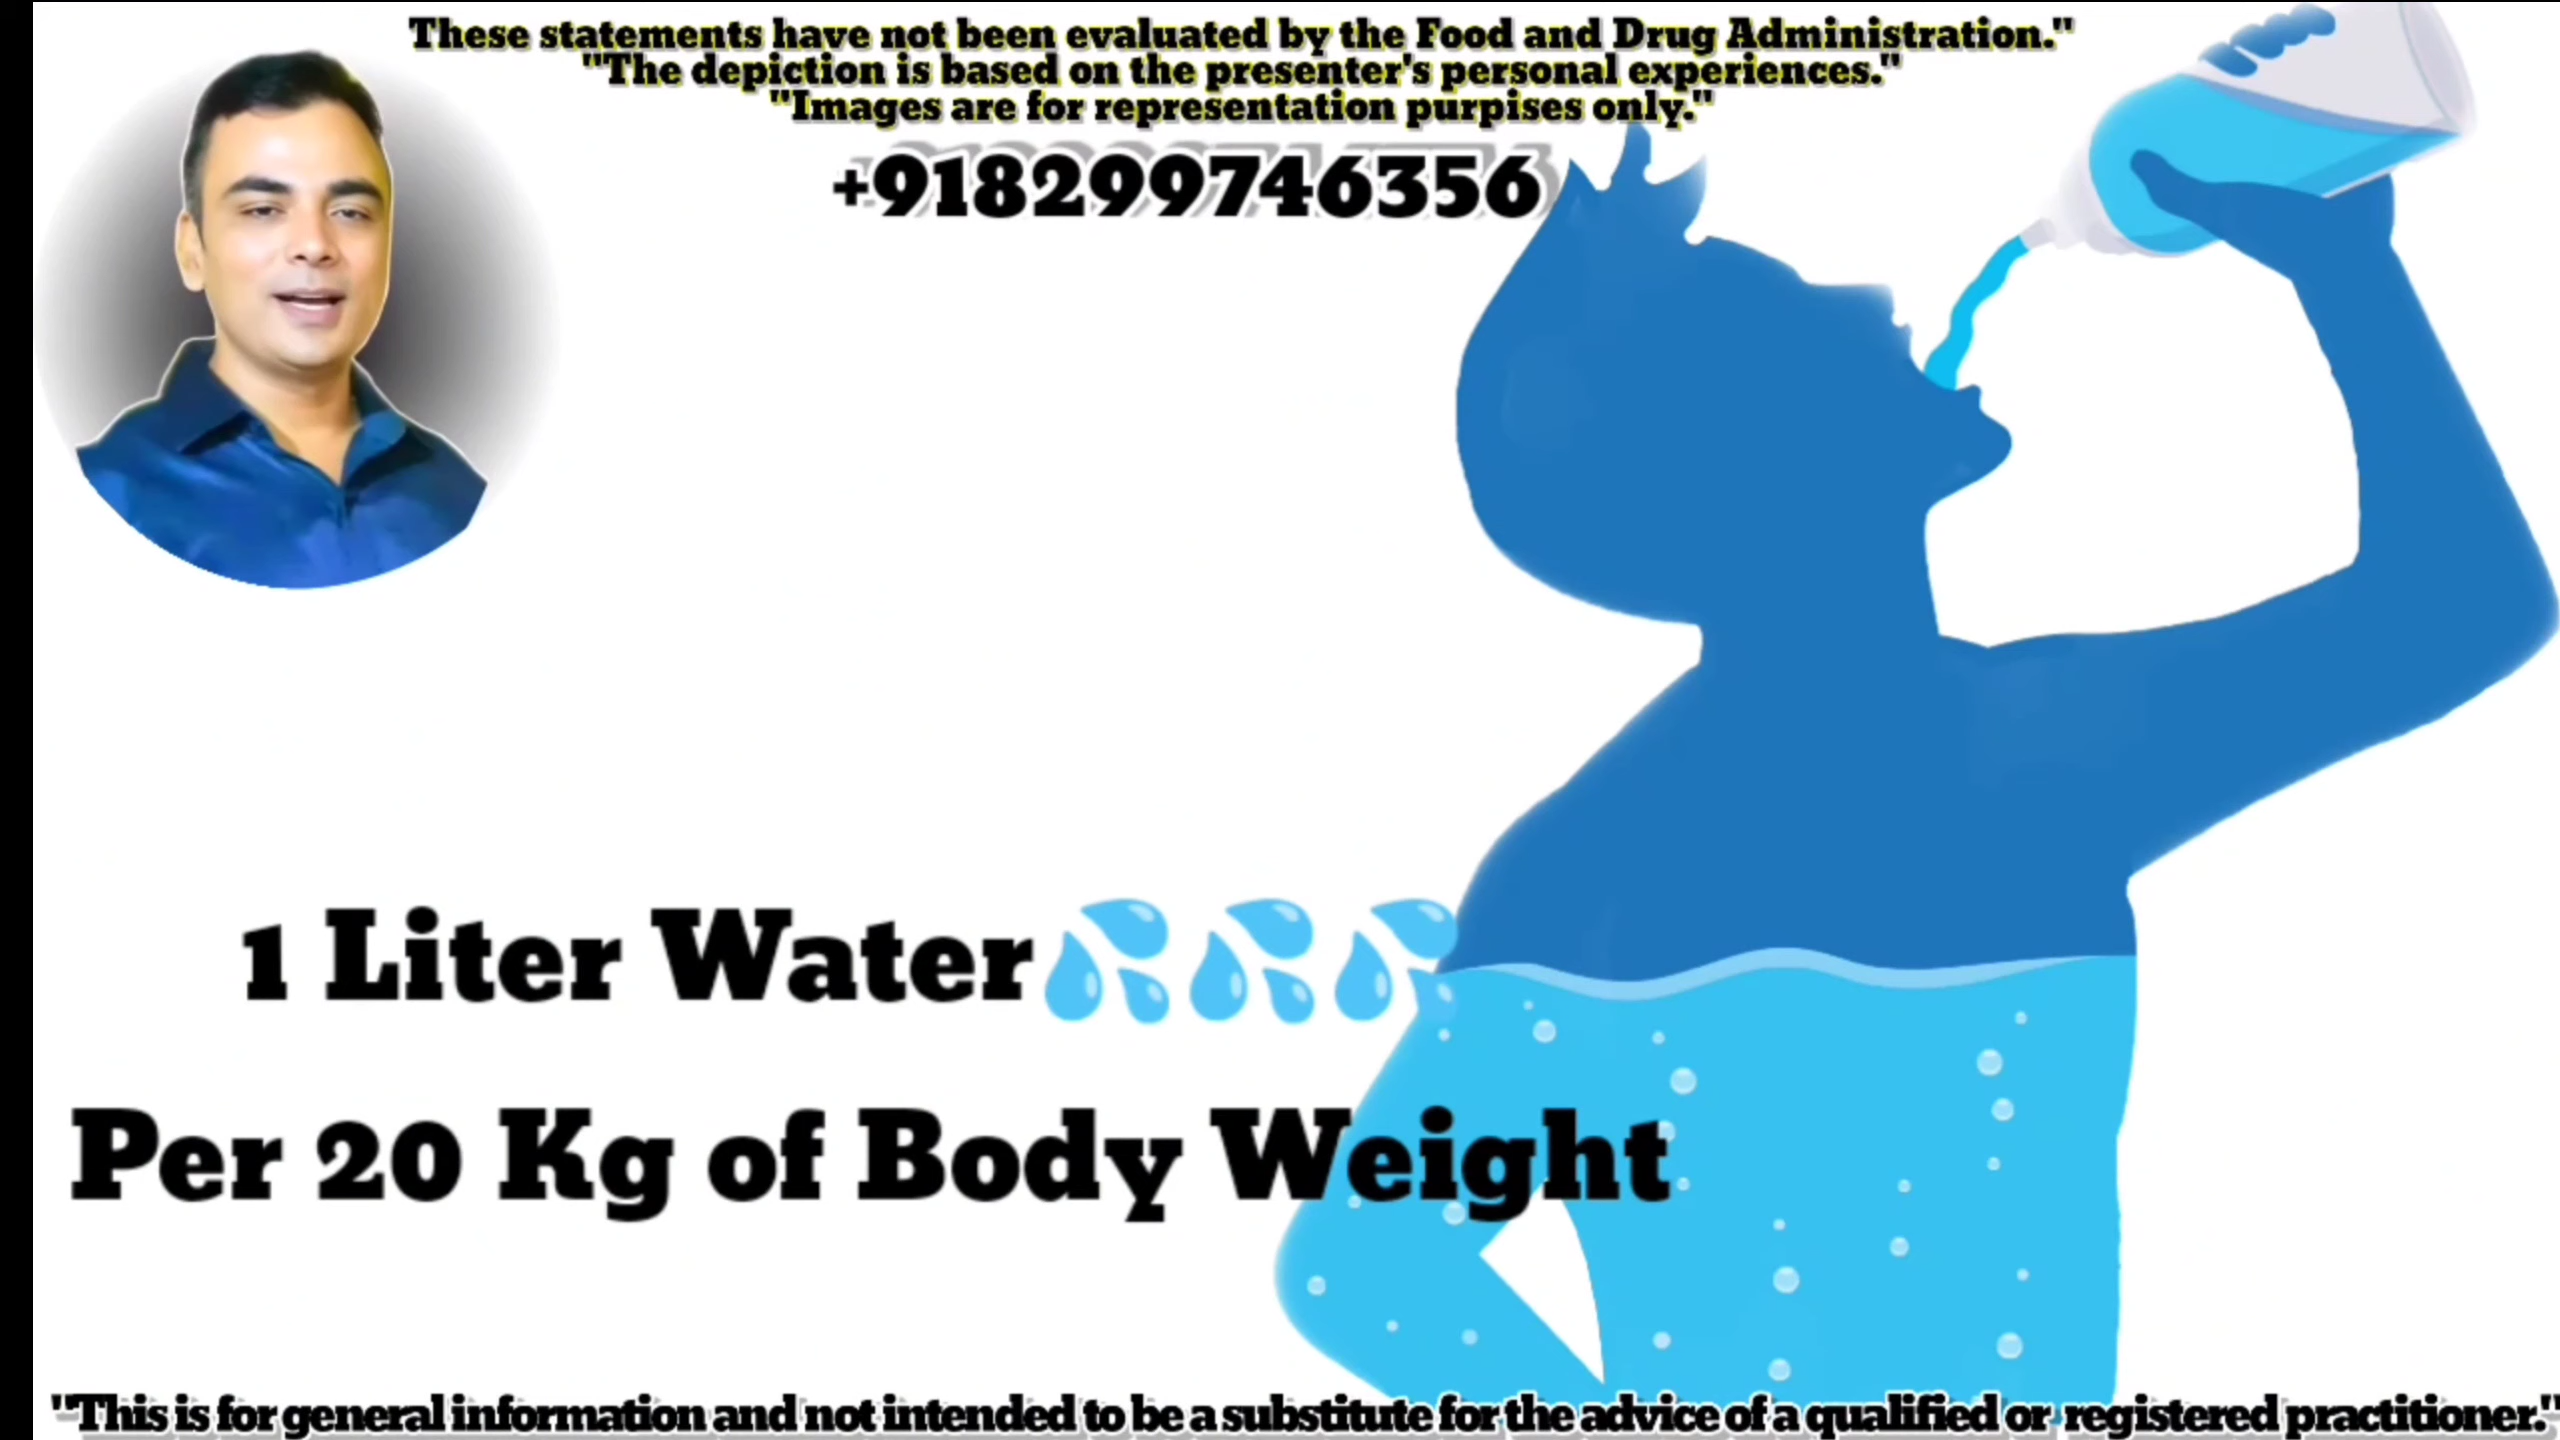 These statements have not been evaluated by the Food and Drug Administration."
"The depiction is based on the presenter's personal experiences."
"Images are for representation purpises only."
+918299746356
1 Liter Water💦💦💦
Per 20 Kg of Body Weight
"This is for general information and not intended to be a substitute for the advice of a qualified or registered practitioner."